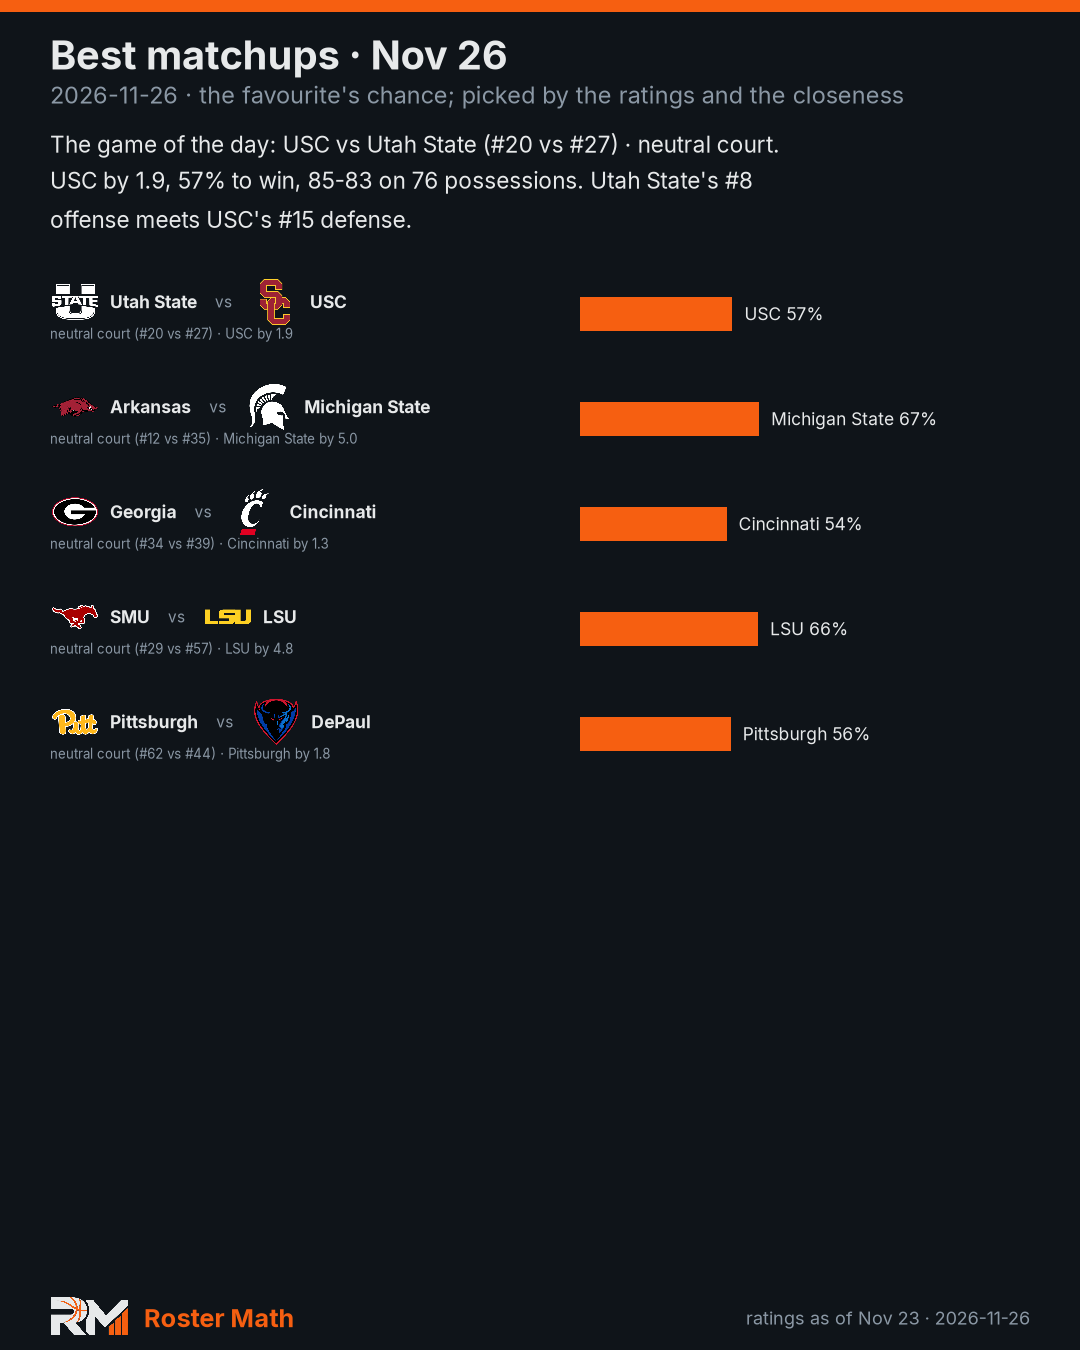 Best matchups · Nov 26
2026-11-26 · the favourite's chance; picked by the ratings and the closeness
The game of the day: USC vs Utah State (#20 vs #27) · neutral court.
USC by 1.9, 57% to win, 85-83 on 76 possessions. Utah State's #8
offense meets USC's #15 defense.
STATE Utah State vs SC USC
neutral court (#20 vs #27) · USC by 1.9
USC 57%
Arkansas vs Michigan State
neutral court (#12 vs #35) · Michigan State by 5.0
Michigan State 67%
G Georgia vs C Cincinnati
neutral court (#34 vs #39) · Cincinnati by 1.3
Cincinnati 54%
SMU vs LSU LSU
neutral court (#29 vs #57) · LSU by 4.8
LSU 66%
Pitt Pittsburgh vs DePaul
neutral court (#62 vs #44) · Pittsburgh by 1.8
Pittsburgh 56%
RM Roster Math
ratings as of Nov 23 · 2026-11-26